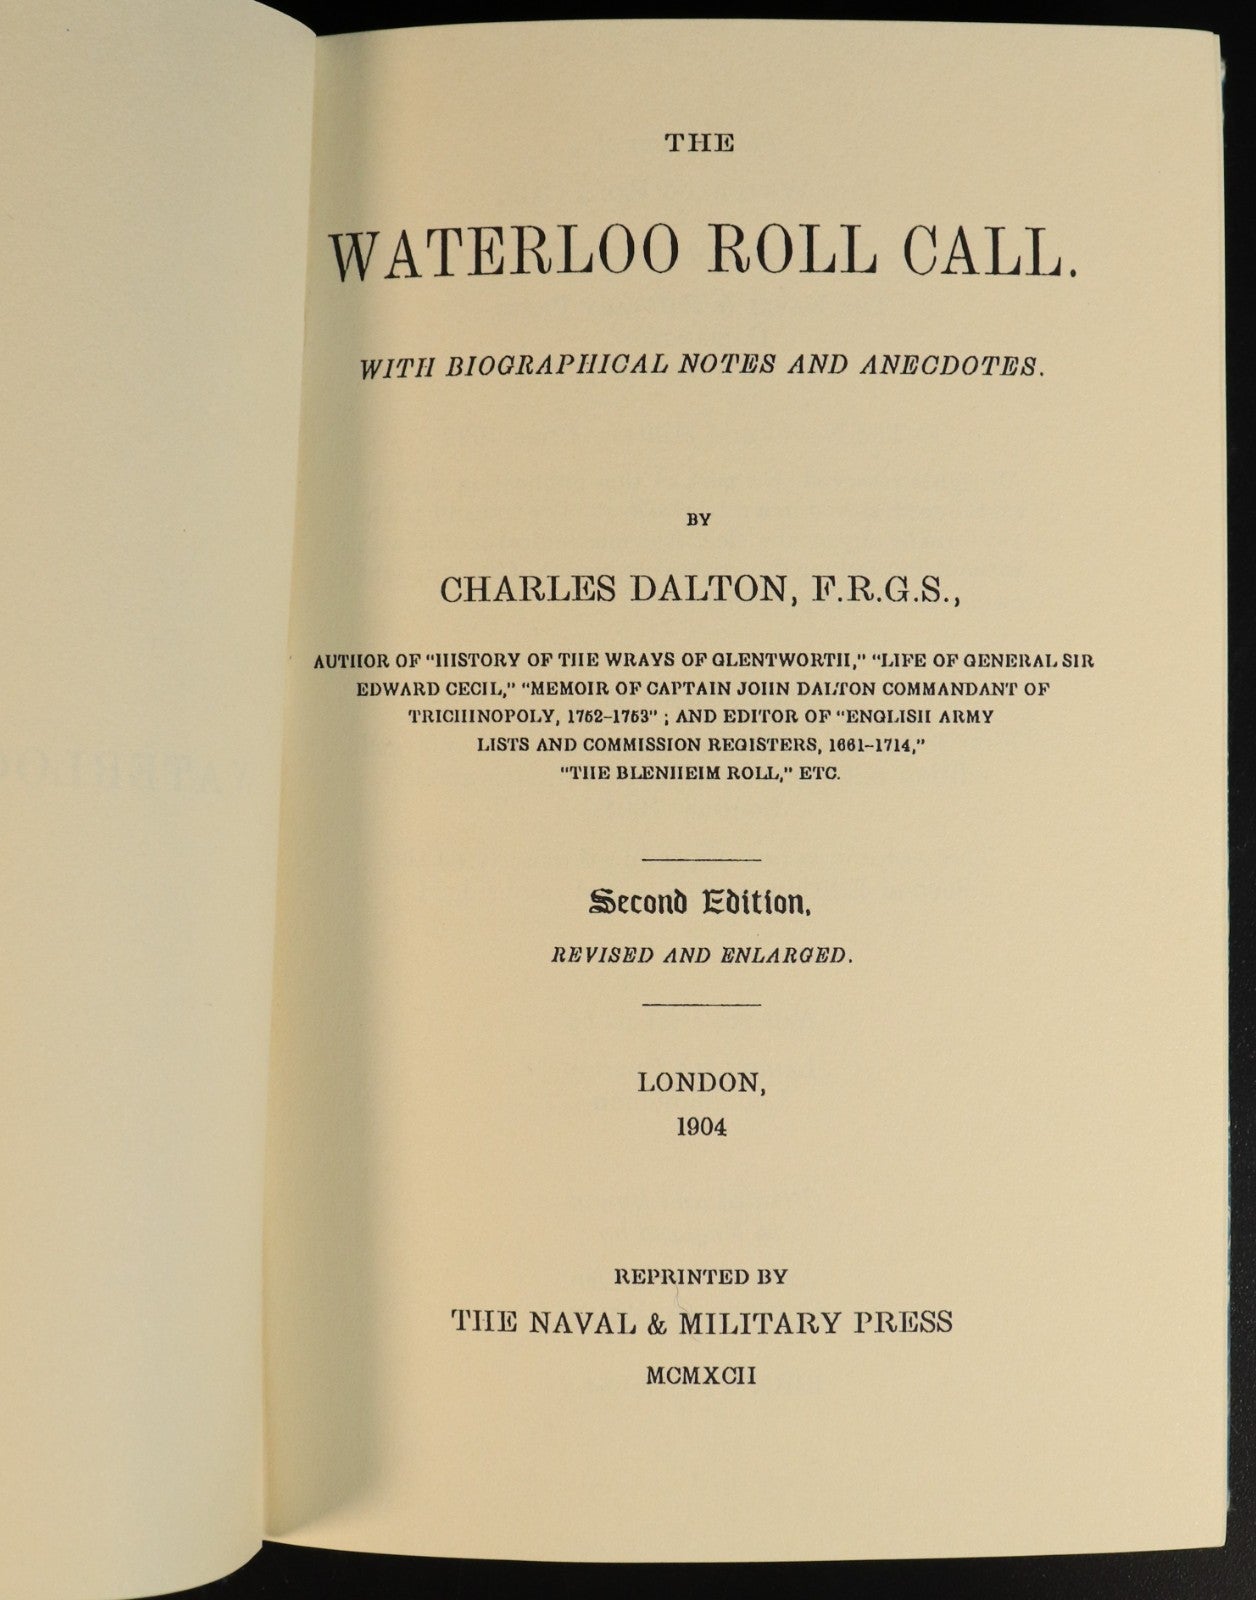 THE
WATERLOO ROLL CALL.
WITH BIOGRAPHICAL NOTES AND ANECDOTES.
BY
CHARLES DALTON, F.R.G.S.,
AUTHOR OF "HISTORY OF THE WRAYS OF GLENTWORTH," "LIFE OF GENERAL SIR
EDWARD CECIL," "MEMOIR OF CAPTAIN JOHN DALTON COMMANDANT OF
TRICHINOPOLY, 1752-1753" ; AND EDITOR OF "ENGLISH ARMY
LISTS AND COMMISSION REGISTERS, 1661-1714,"
"THE BLENHEIM ROLL," ETC.
Second Edition,
REVISED AND ENLARGED.
LONDON,
1904
REPRINTED BY
THE NAVAL & MILITARY PRESS
MCMXCII